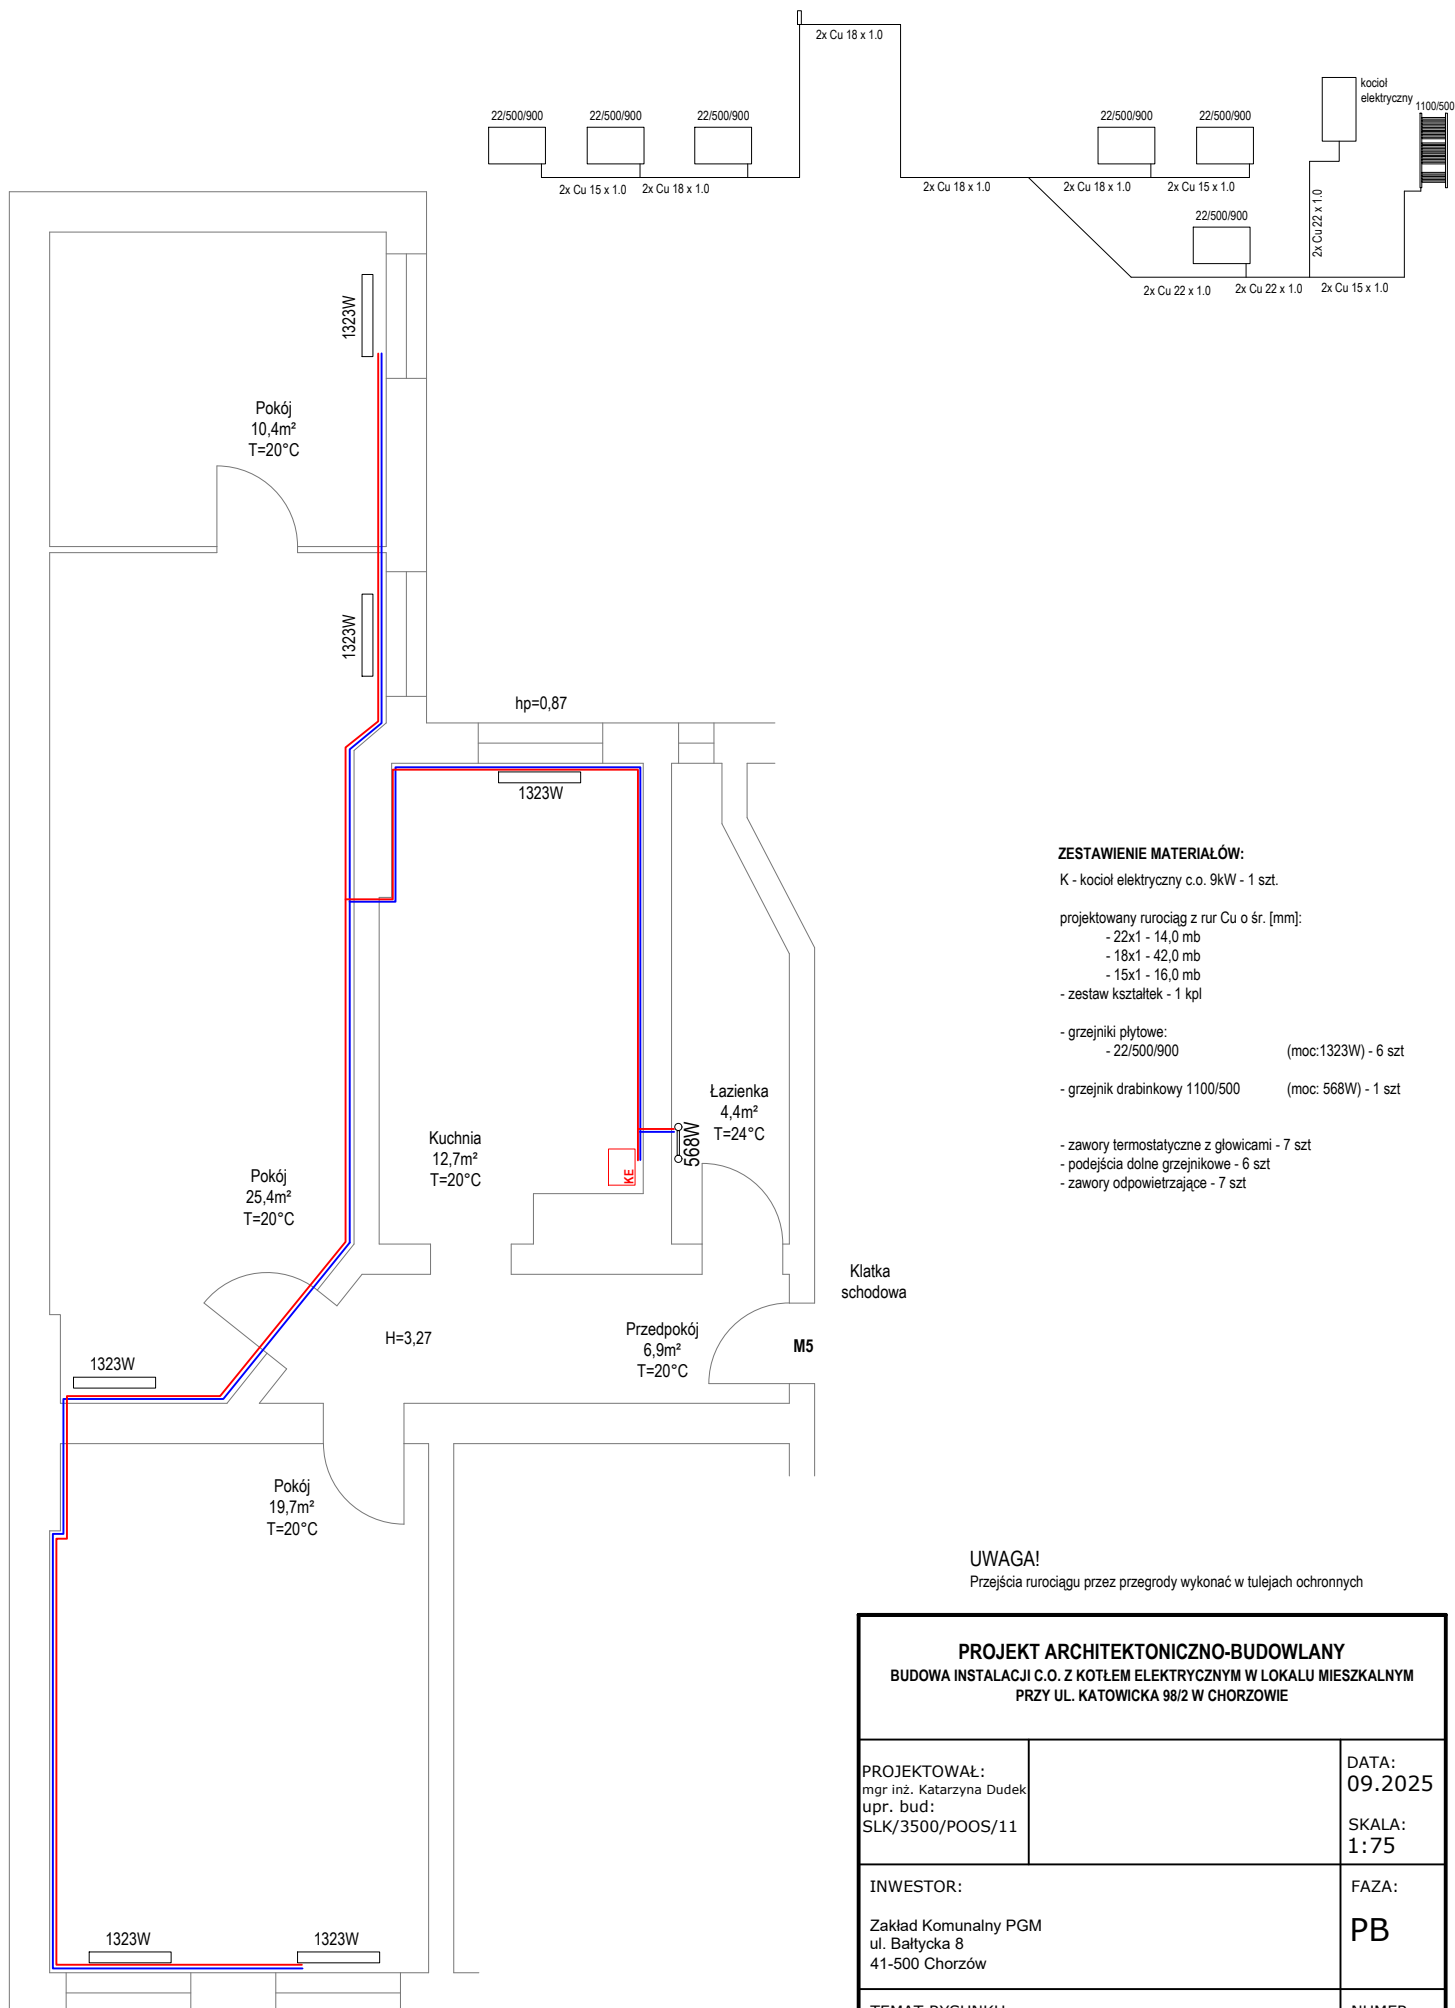 2x Cu 18 x 1.0
kocioł
elektryczny
1100/500
22/500/900
22/500/900
22/500/900
22/500/900
22/500/900
2x Cu 15 x 1.0
2x Cu 18 x 1.0
2x Cu 18 x 1.0
2x Cu 18 x 1.0
2x Cu 15 x 1.0
2x Cu 22 x 1.0
22/500/900
2x Cu 22 x 1.0
2x Cu 22 x 1.0
2x Cu 15 x 1.0
1323W
Pokój
10,4m²
T=20°C
1323W
hp=0,87
1323W
ZESTAWIENIE MATERIAŁÓW:
K - kocioł elektryczny c.o. 9kW - 1 szt.
projektowany rurociąg z rur Cu o śr. [mm]:
- 22x1 - 14,0 mb
- 18x1 - 42,0 mb
- 15x1 - 16,0 mb
- zestaw kształtek - 1 kpl
- grzejniki płytowe:
- 22/500/900 (moc:1323W) - 6 szt
- grzejnik drabinkowy 1100/500 (moc: 568W) - 1 szt
- zawory termostatyczne z głowicami - 7 szt
- podejścia dolne grzejnikowe - 6 szt
- zawory odpowietrzające - 7 szt
Łazienka
4,4m²
T=24°C
568W
Kuchnia
12,7m²
T=20°C
KE
Pokój
25,4m²
T=20°C
Klatka
schodowa
H=3,27
Przedpokój
6,9m²
T=20°C
M5
1323W
Pokój
19,7m²
T=20°C
1323W
1323W
UWAGA!
Przejścia rurociągu przez przegrody wykonać w tulejach ochronnych
PROJEKT ARCHITEKTONICZNO-BUDOWLANY
BUDOWA INSTALACJI C.O. Z KOTŁEM ELEKTRYCZNYM W LOKALU MIESZKALNYM
PRZY UL. KATOWICKA 98/2 W CHORZOWIE
PROJEKTOWAŁ:
mgr inż. Katarzyna Dudek
upr. bud:
SLK/3500/POOS/11
DATA:
09.2025
SKALA:
1:75
INWESTOR:
Zakład Komunalny PGM
ul. Bałtycka 8
41-500 Chorzów
FAZA:
PB